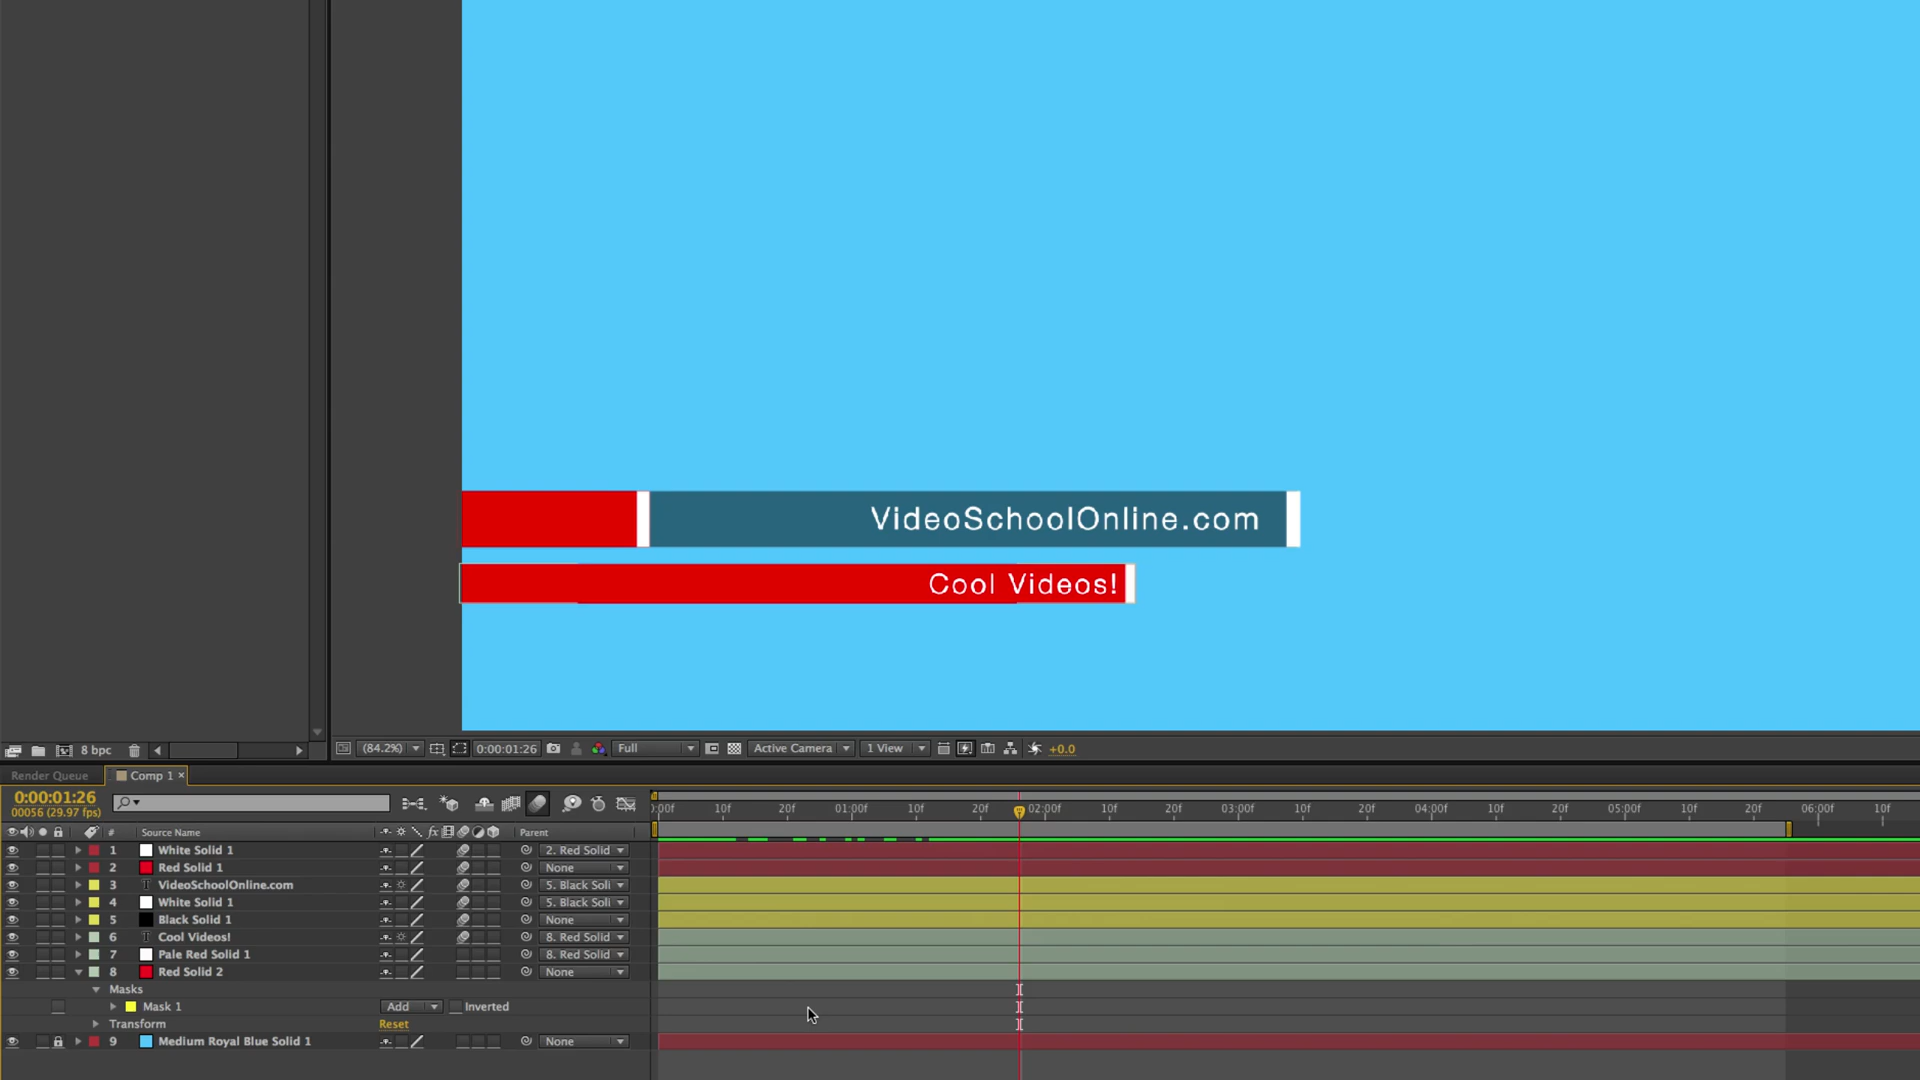 VideoSchoolOnline.com
Cool Videos!
8 bpc
(84.2%) 0:00:01:26 Full Active Camera 1 View +0.0
Render Queue Comp 1 ×
0:00:01:26
00056 (29.97 fps)
):00f 10f 20f 01:00f 10f 20f 02:00f 10f 20f 03:00f 10f 20f 04:00f 10f 20f 05:00f 10f 20f 06:00f 10f
# Source Name fx Parent
1 White Solid 1 2. Red Solid
2 Red Solid 1 None
3 T VideoSchoolOnline.com 5. Black Soli
4 White Solid 1 5. Black Soli
5 Black Solid 1 None
6 T Cool Videos! 8. Red Solid
7 Pale Red Solid 1 8. Red Solid
8 Red Solid 2 None
Masks
Mask 1 Add Inverted
Transform Reset
9 Medium Royal Blue Solid 1 None